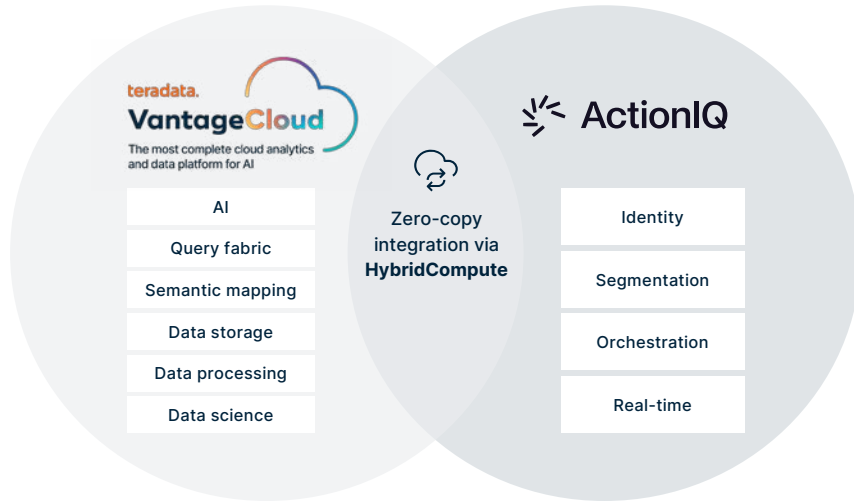 teradata.
VantageCloud
The most complete cloud analytics
and data platform for AI
AI
Query fabric
Semantic mapping
Data storage
Data processing
Data science
Zero-copy
integration via
HybridCompute
ActionIQ
Identity
Segmentation
Orchestration
Real-time